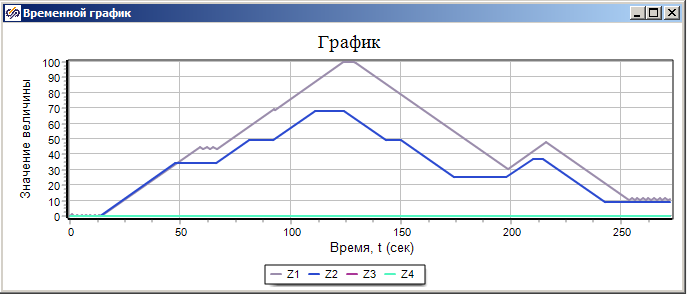 Временной график
График
Значение величины
100
90
80
70
60
50
40
30
20
10
0
0 50 100 150 200 250
Время, t (сек)
Z1 Z2 Z3 Z4